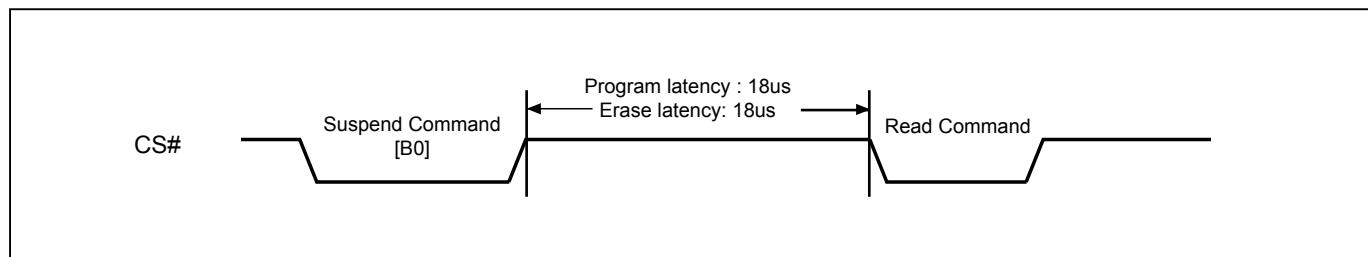 Program latency : 18us
Erase latency: 18us
Suspend Command
[B0]
Read Command
CS#